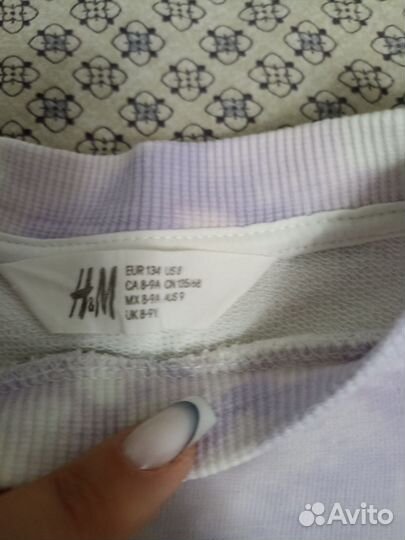 H&M
EUR 134 US 8
CA 8-9A CN 135/68
MX 8-9A AUS 9
UK 8-9Y
Avito